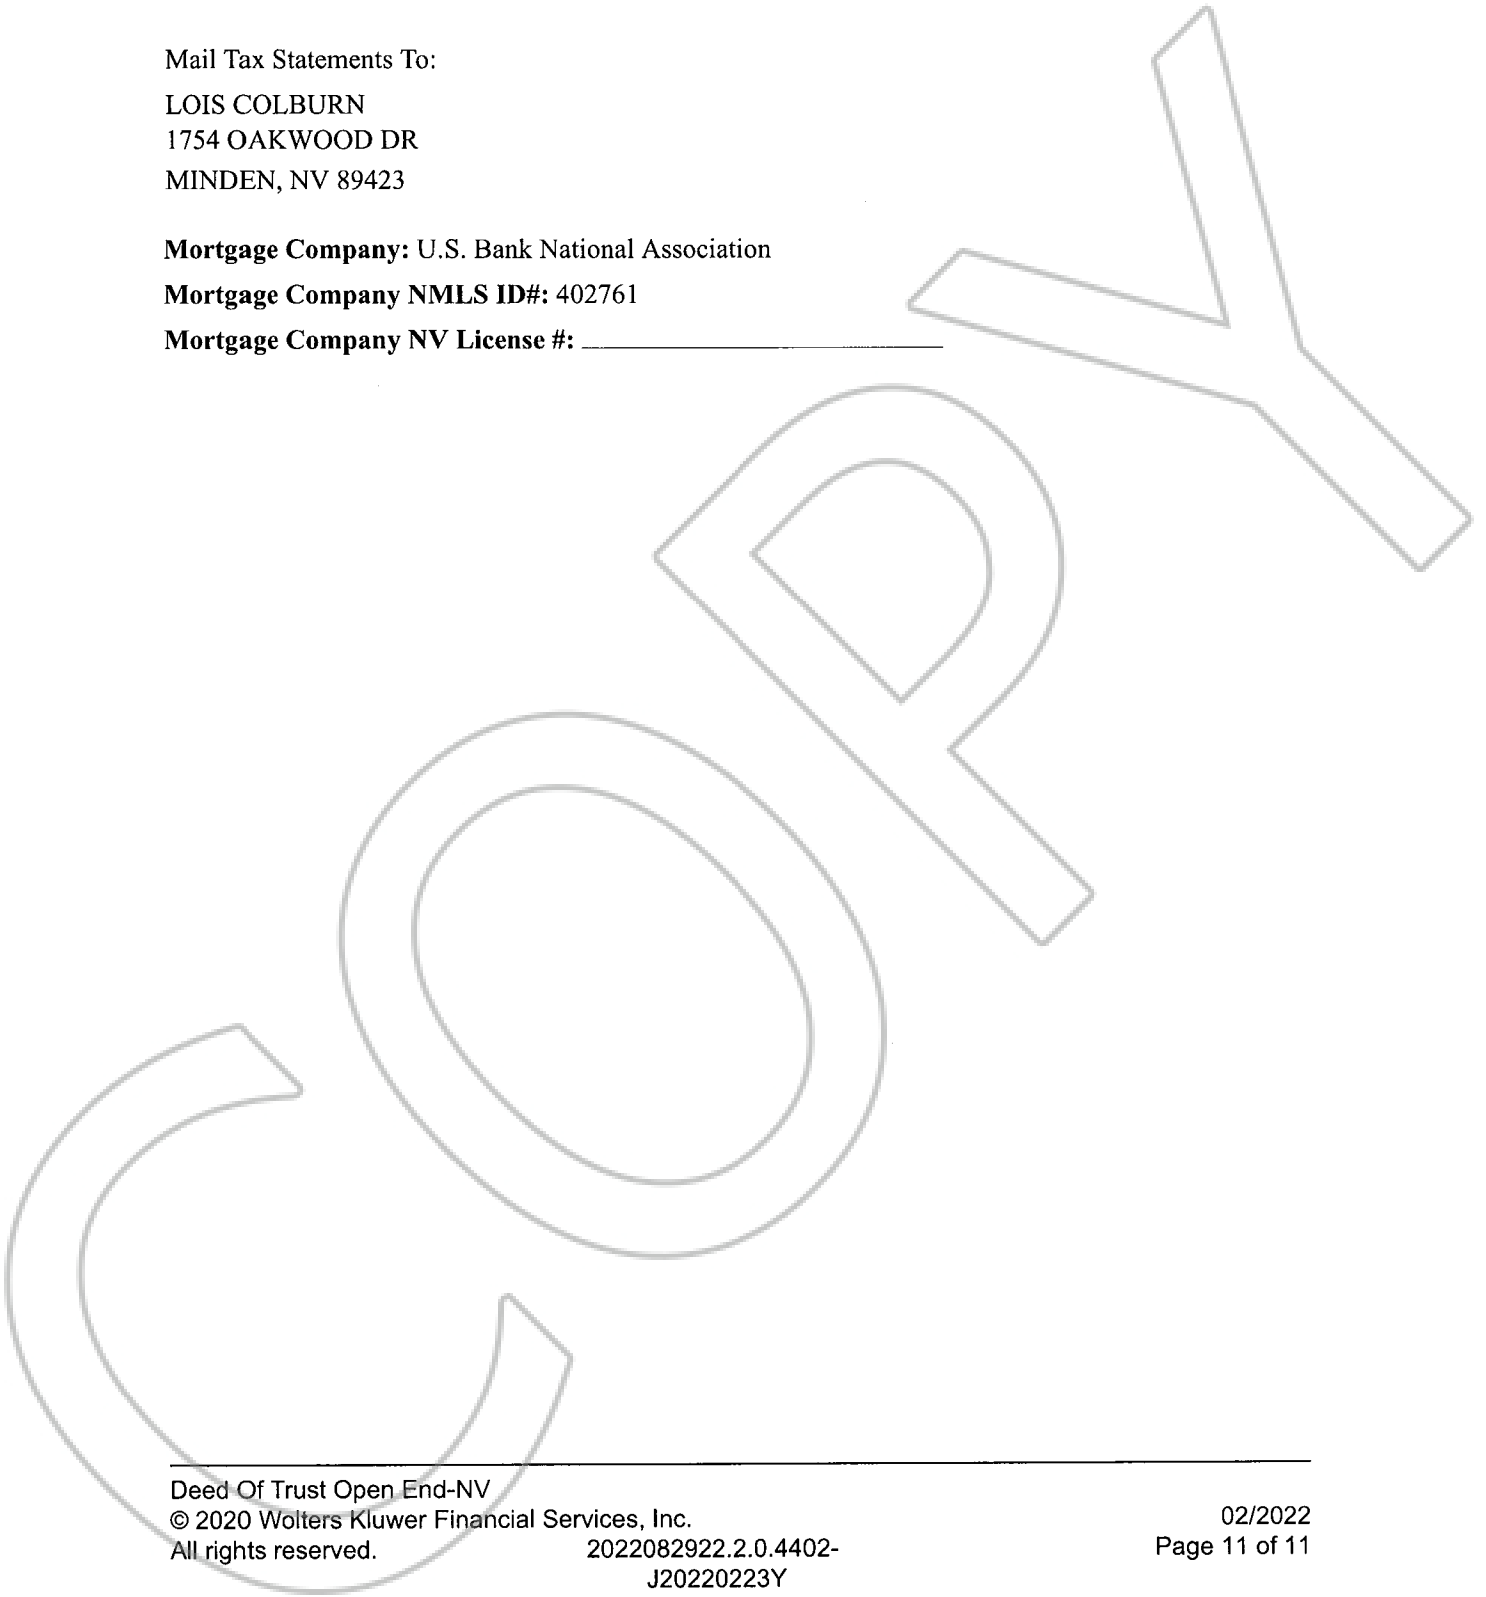 Mail Tax Statements To:
LOIS COLBURN
1754 OAKWOOD DR
MINDEN, NV 89423
Mortgage Company: U.S. Bank National Association
Mortgage Company NMLS ID#: 402761
Mortgage Company NV License #:
COPY
Deed Of Trust Open End-NV
© 2020 Wolters Kluwer Financial Services, Inc.
02/2022
All rights reserved.
2022082922.2.0.4402-
J20220223Y
Page 11 of 11